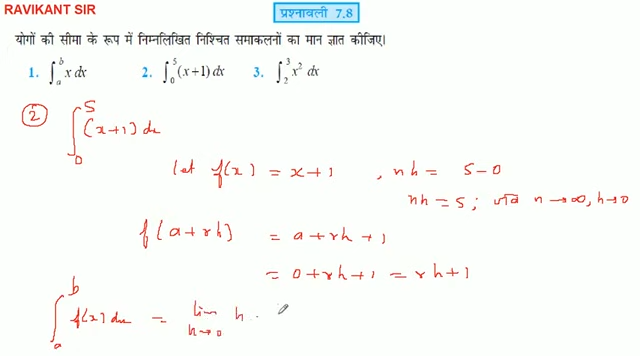 RAVIKANT SIR
प्रश्नावली 7.8
योगों की सीमा के रूप में निम्नलिखित निश्चित समाकलनों का मान ज्ञात कीजिए।
1. ∫_a^b x dx 2. ∫_0^5 (x+1) dx 3. ∫_2^3 x² dx
② ∫_0^5 (x+1) dx
let f(x) = x+1 , nh = 5-0
nh = 5 ; जब n→∞, h→0
f(a+rh) = a+rh+1
= 0+rh+1 = rh+1
∫_a^b f(x) dx = lim_{h→0} h .